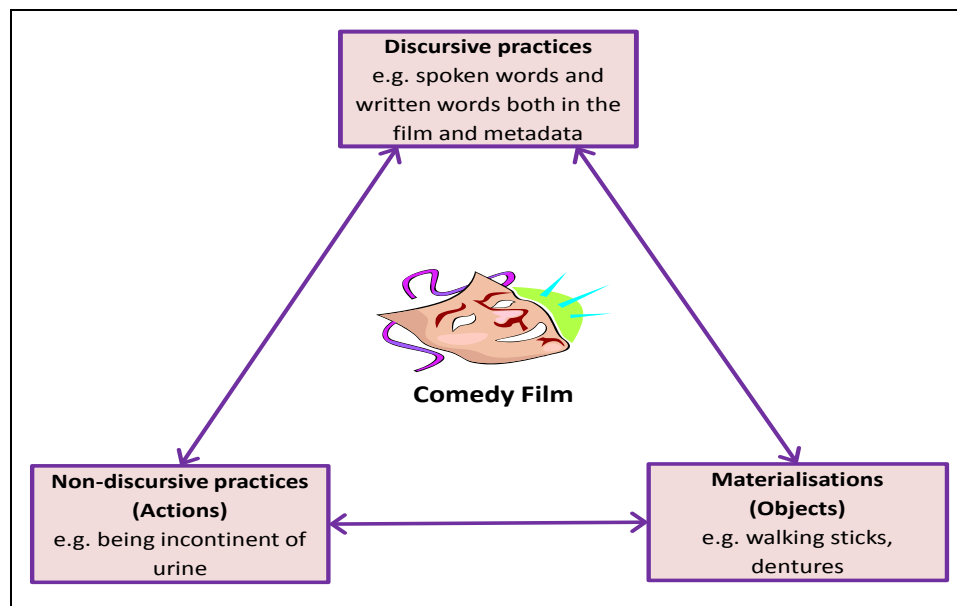 Discursive practices
e.g. spoken words and
written words both in the
film and metadata
Comedy Film
Non-discursive practices
(Actions)
e.g. being incontinent of
urine
Materialisations
(Objects)
e.g. walking sticks,
dentures